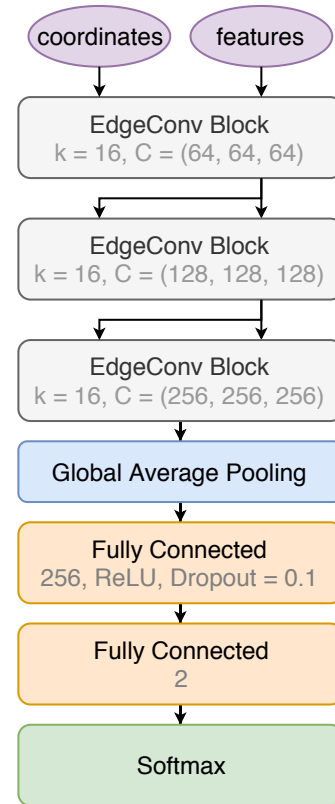 coordinates
features
EdgeConv Block
k = 16, C = (64, 64, 64)
EdgeConv Block
k = 16, C = (128, 128, 128)
EdgeConv Block
k = 16, C = (256, 256, 256)
Global Average Pooling
Fully Connected
256, ReLU, Dropout = 0.1
Fully Connected
2
Softmax